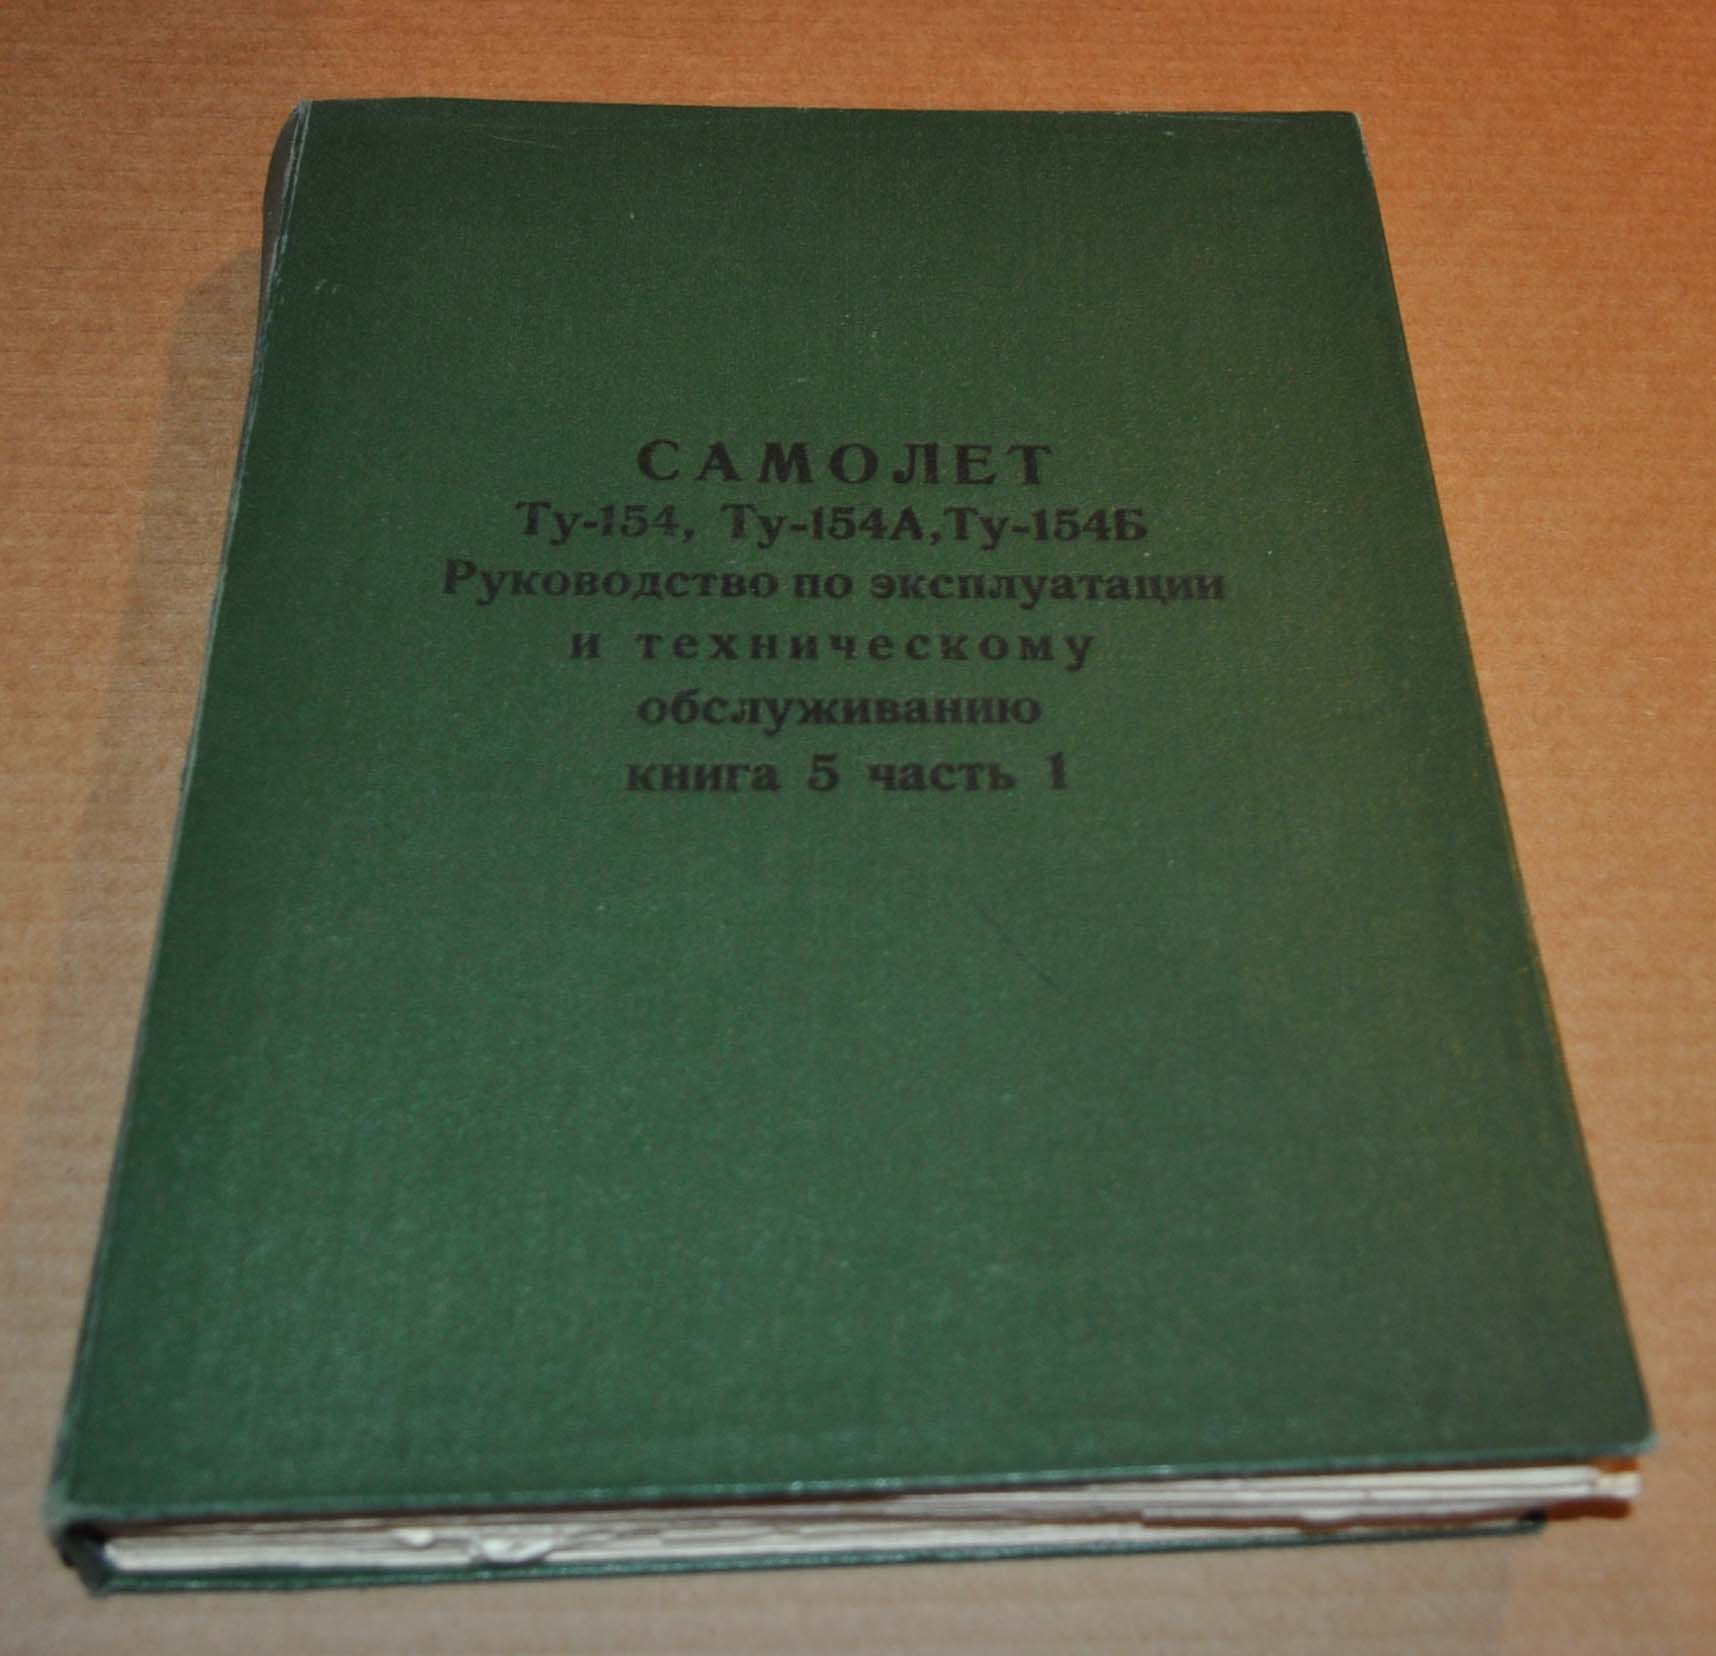 САМОЛЕТ
Ту-154, Ту-154А, Ту-154Б
Руководство по эксплуатации
и техническому
обслуживанию
книга 5 часть 1